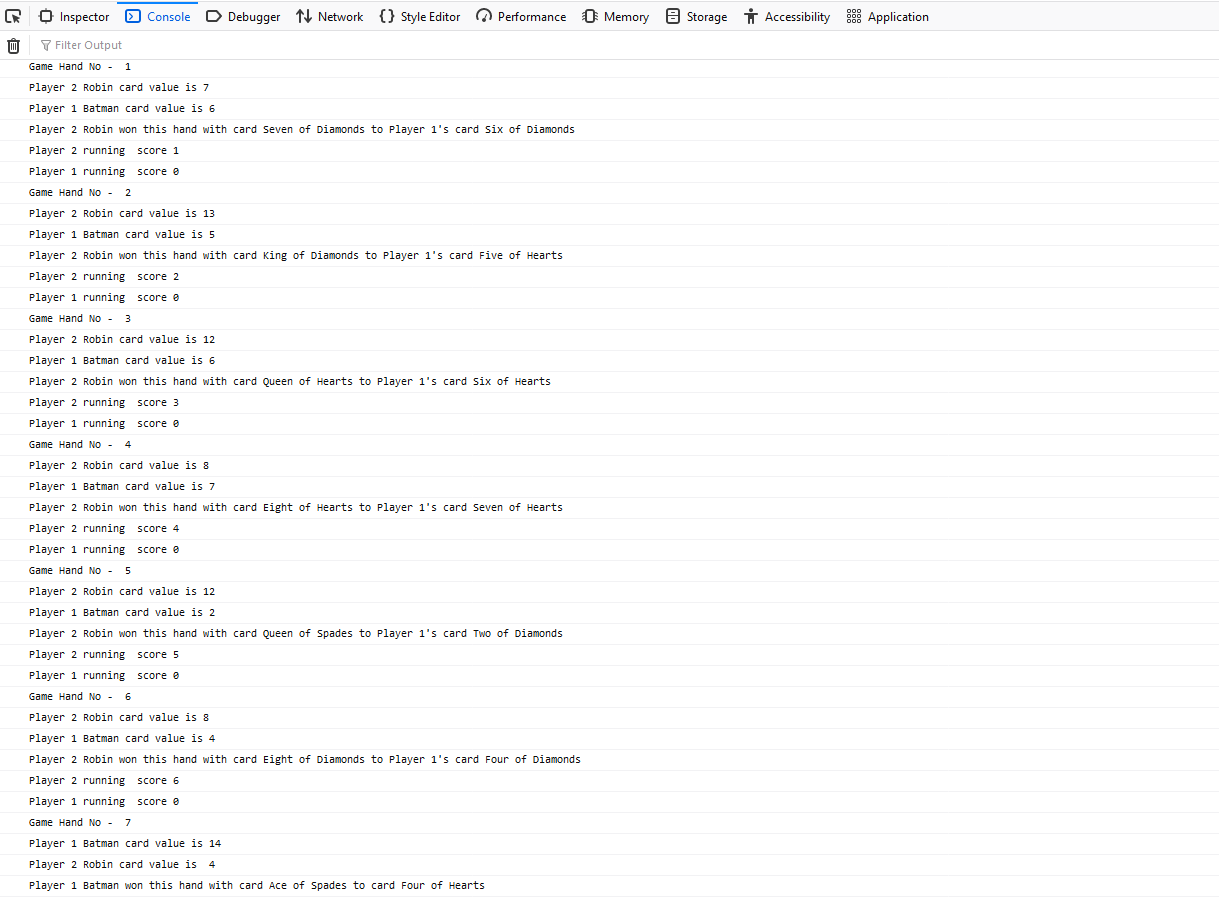 Inspector Console Debugger Network Style Editor Performance Memory Storage Accessibility Application
Filter Output
Game Hand No -  1
Player 2 Robin card value is 7
Player 1 Batman card value is 6
Player 2 Robin won this hand with card Seven of Diamonds to Player 1's card Six of Diamonds
Player 2 running  score 1
Player 1 running  score 0
Game Hand No -  2
Player 2 Robin card value is 13
Player 1 Batman card value is 5
Player 2 Robin won this hand with card King of Diamonds to Player 1's card Five of Hearts
Player 2 running  score 2
Player 1 running  score 0
Game Hand No -  3
Player 2 Robin card value is 12
Player 1 Batman card value is 6
Player 2 Robin won this hand with card Queen of Hearts to Player 1's card Six of Hearts
Player 2 running  score 3
Player 1 running  score 0
Game Hand No -  4
Player 2 Robin card value is 8
Player 1 Batman card value is 7
Player 2 Robin won this hand with card Eight of Hearts to Player 1's card Seven of Hearts
Player 2 running  score 4
Player 1 running  score 0
Game Hand No -  5
Player 2 Robin card value is 12
Player 1 Batman card value is 2
Player 2 Robin won this hand with card Queen of Spades to Player 1's card Two of Diamonds
Player 2 running  score 5
Player 1 running  score 0
Game Hand No -  6
Player 2 Robin card value is 8
Player 1 Batman card value is 4
Player 2 Robin won this hand with card Eight of Diamonds to Player 1's card Four of Diamonds
Player 2 running  score 6
Player 1 running  score 0
Game Hand No -  7
Player 1 Batman card value is 14
Player 2 Robin card value is  4
Player 1 Batman won this hand with card Ace of Spades to card Four of Hearts